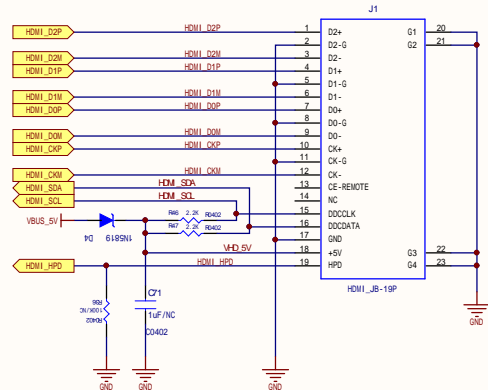 J1
HDMI_D2P HDMI_D2P 1 D2+ G1 20
2 D2-G G2 21
HDMI_D2M HDMI_D2M 3 D2-
HDMI_D1P HDMI_D1P 4 D1+
5 D1-G
HDMI_D1M HDMI_D1M 6 D1-
HDMI_D0P HDMI_D0P 7 D0+
8 D0-G
HDMI_D0M HDMI_D0M 9 D0-
HDMI_CKP HDMI_CKP 10 CK+
11 CK-G
HDMI_CKM HDMI_CKM 12 CK-
HDMI_SDA HDMI_SDA 13 CE-REMOTE
HDMI_SCL HDMI_SCL 14 NC
VBUS_5V D4 1N5819 R46 2.2K R0402 15 DDCCLK
R47 2.2K R0402 16 DDCDATA
17 GND
VHD_5V 18 +5V G3 22
HDMI_HPD HDMI_HPD 19 HPD G4 23
HDMI_JB-19P
R86 100K/NC R0402
C71
1uF/NC
C0402
GND GND GND GND